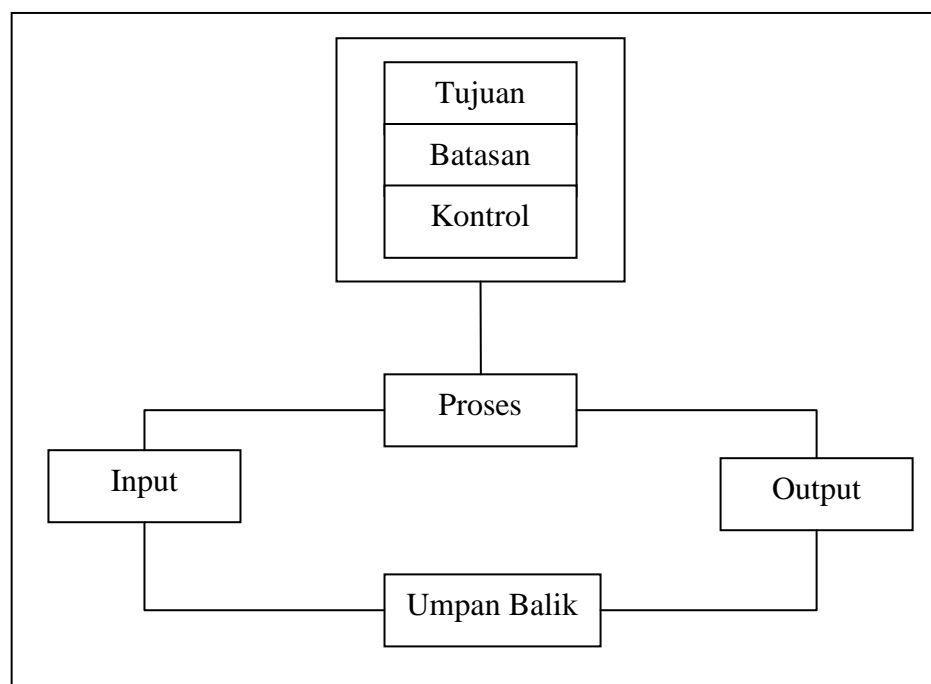 Tujuan
Batasan
Kontrol
Proses
Input
Output
Umpan Balik